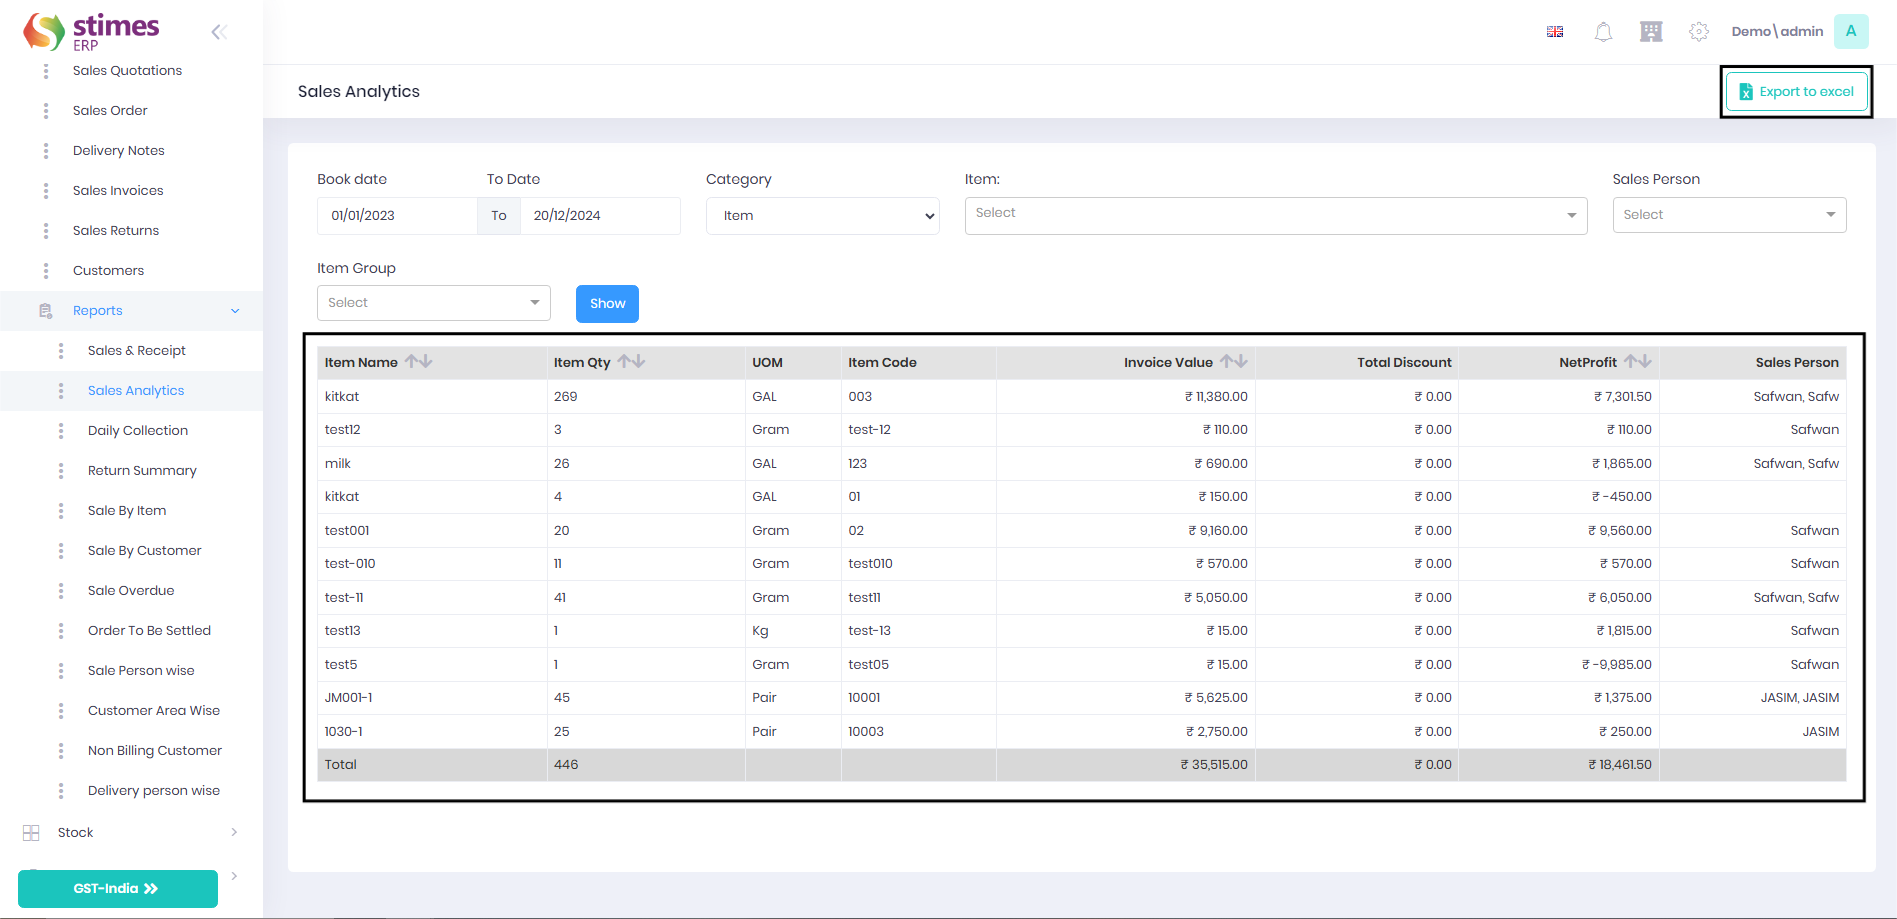 stimes
ERP
Demo\admin
A
Sales Quotations
Sales Order
Delivery Notes
Sales Invoices
Sales Returns
Customers
Reports
Sales & Receipt
Sales Analytics
Daily Collection
Return Summary
Sale By Item
Sale By Customer
Sale Overdue
Order To Be Settled
Sale Person wise
Customer Area Wise
Non Billing Customer
Delivery person wise
Stock
GST-India
Sales Analytics
Export to excel
Book date To Date Category Item: Sales Person
01/01/2023 To 20/12/2024 Item Select Select
Item Group
Select Show
Item Name Item Qty UOM Item Code Invoice Value Total Discount NetProfit Sales Person
kitkat 269 GAL 003 ₹ 11,380.00 ₹ 0.00 ₹ 7,301.50 Safwan, Safw
test12 3 Gram test-12 ₹ 110.00 ₹ 0.00 ₹ 110.00 Safwan
milk 26 GAL 123 ₹ 690.00 ₹ 0.00 ₹ 1,865.00 Safwan, Safw
kitkat 4 GAL 01 ₹ 150.00 ₹ 0.00 ₹ -450.00
test001 20 Gram 02 ₹ 9,160.00 ₹ 0.00 ₹ 9,560.00 Safwan
test-010 11 Gram test010 ₹ 570.00 ₹ 0.00 ₹ 570.00 Safwan
test-11 41 Gram test11 ₹ 5,050.00 ₹ 0.00 ₹ 6,050.00 Safwan, Safw
test13 1 Kg test-13 ₹ 15.00 ₹ 0.00 ₹ 1,815.00 Safwan
test5 1 Gram test05 ₹ 15.00 ₹ 0.00 ₹ -9,985.00 Safwan
JM001-1 45 Pair 10001 ₹ 5,625.00 ₹ 0.00 ₹ 1,375.00 JASIM, JASIM
1030-1 25 Pair 10003 ₹ 2,750.00 ₹ 0.00 ₹ 250.00 JASIM
Total 446 ₹ 35,515.00 ₹ 0.00 ₹ 18,461.50